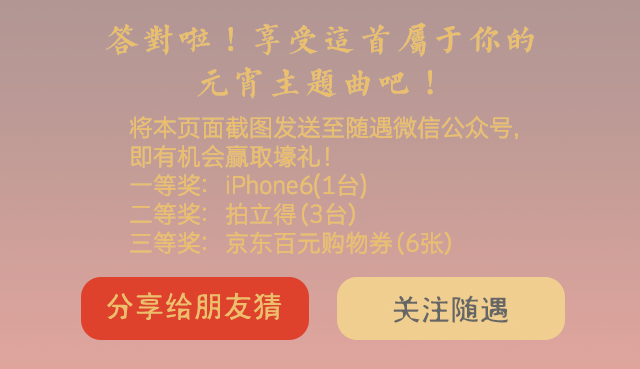 答對啦！享受這首屬于你的
元宵主題曲吧！
将本页面截图发送至随遇微信公众号，
即有机会赢取壕礼！
一等奖：iPhone6(1台)
二等奖：拍立得(3台)
三等奖：京东百元购物券(6张)
分享给朋友猜
关注随遇